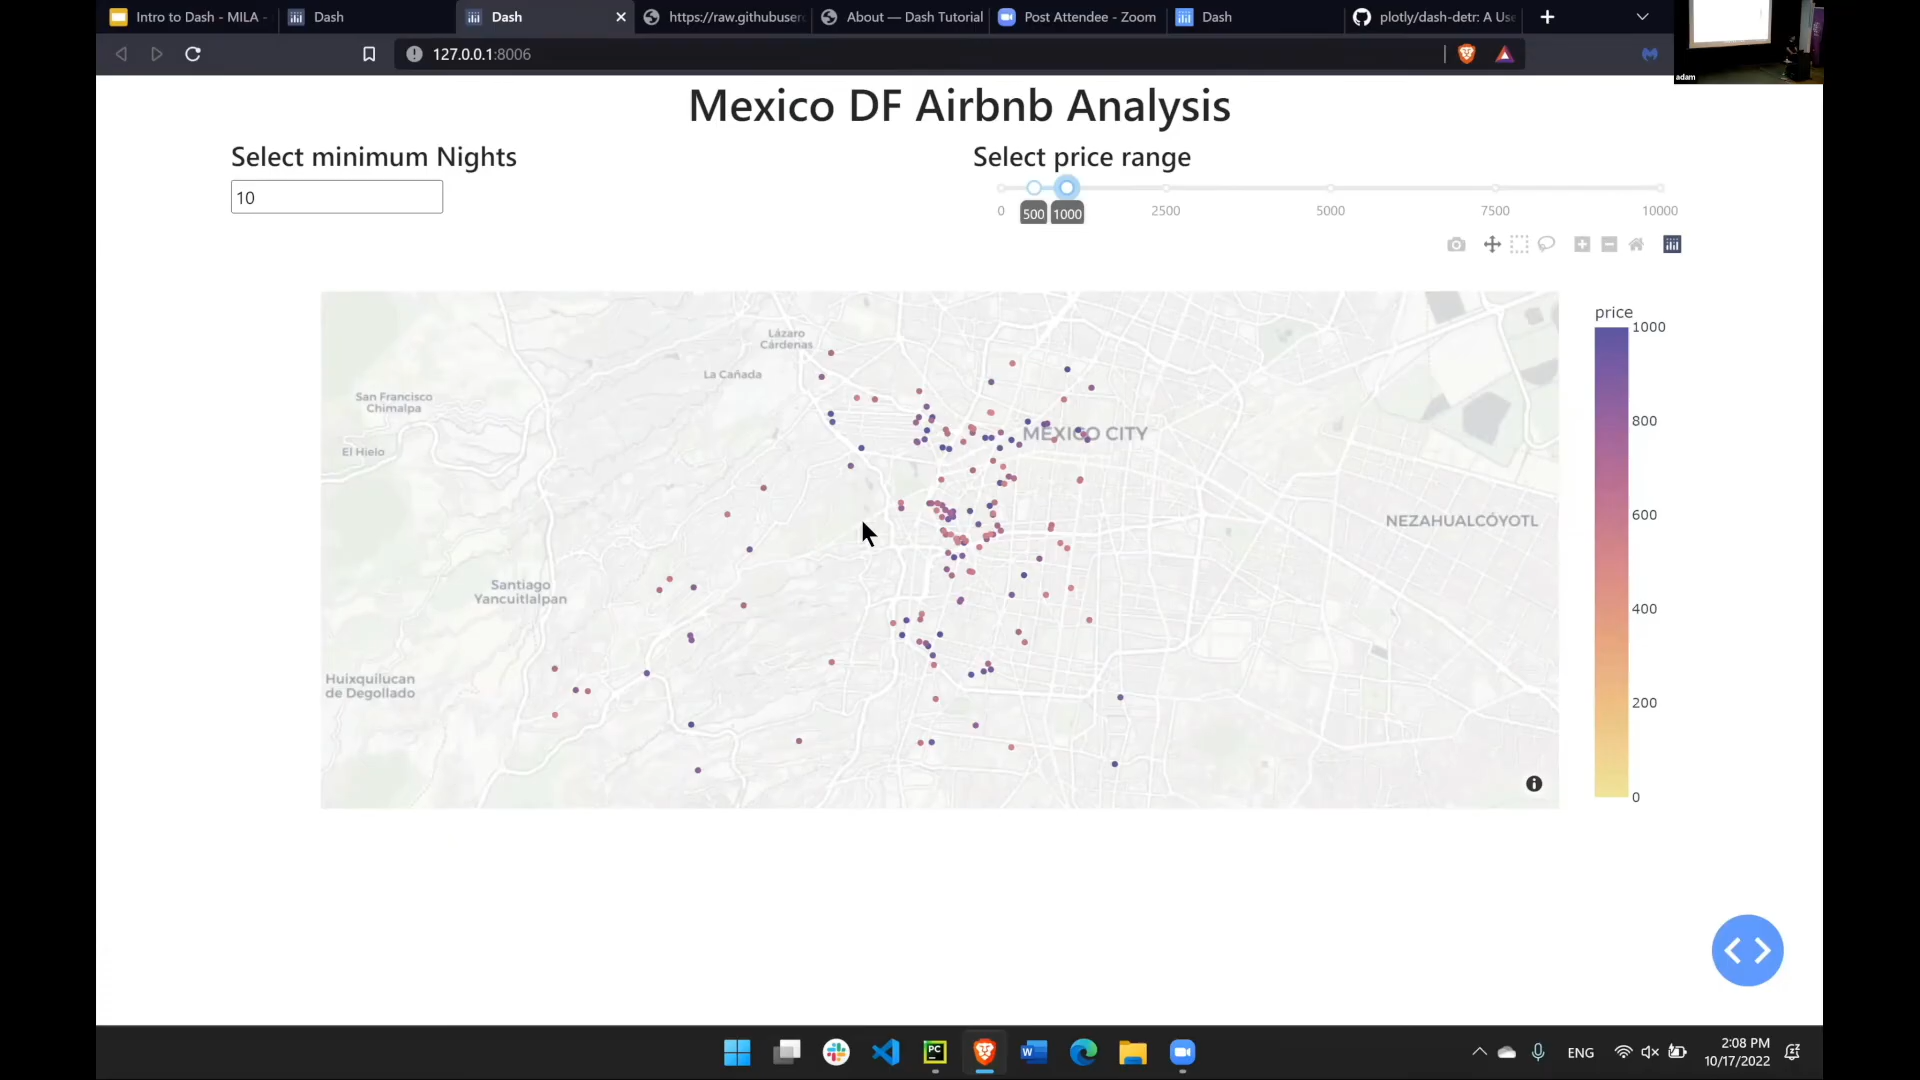 Intro to Dash - MILA -
Dash
Dash
https://raw.githubuserc
About — Dash Tutorial
Post Attendee - Zoom
Dash
plotly/dash-detr: A Use
127.0.0.1:8006
adam
Mexico DF Airbnb Analysis
Select minimum Nights
10
Select price range
0
500
1000
2500
5000
7500
10000
price
1000
800
600
400
200
0
Lázaro
Cárdenas
La Cañada
San Francisco
Chimalpa
El Hielo
MEXICO CITY
NEZAHUALCÓYOTL
Santiago
Yancuitlalpan
Huixquilucan
de Degollado
ENG
2:08 PM
10/17/2022